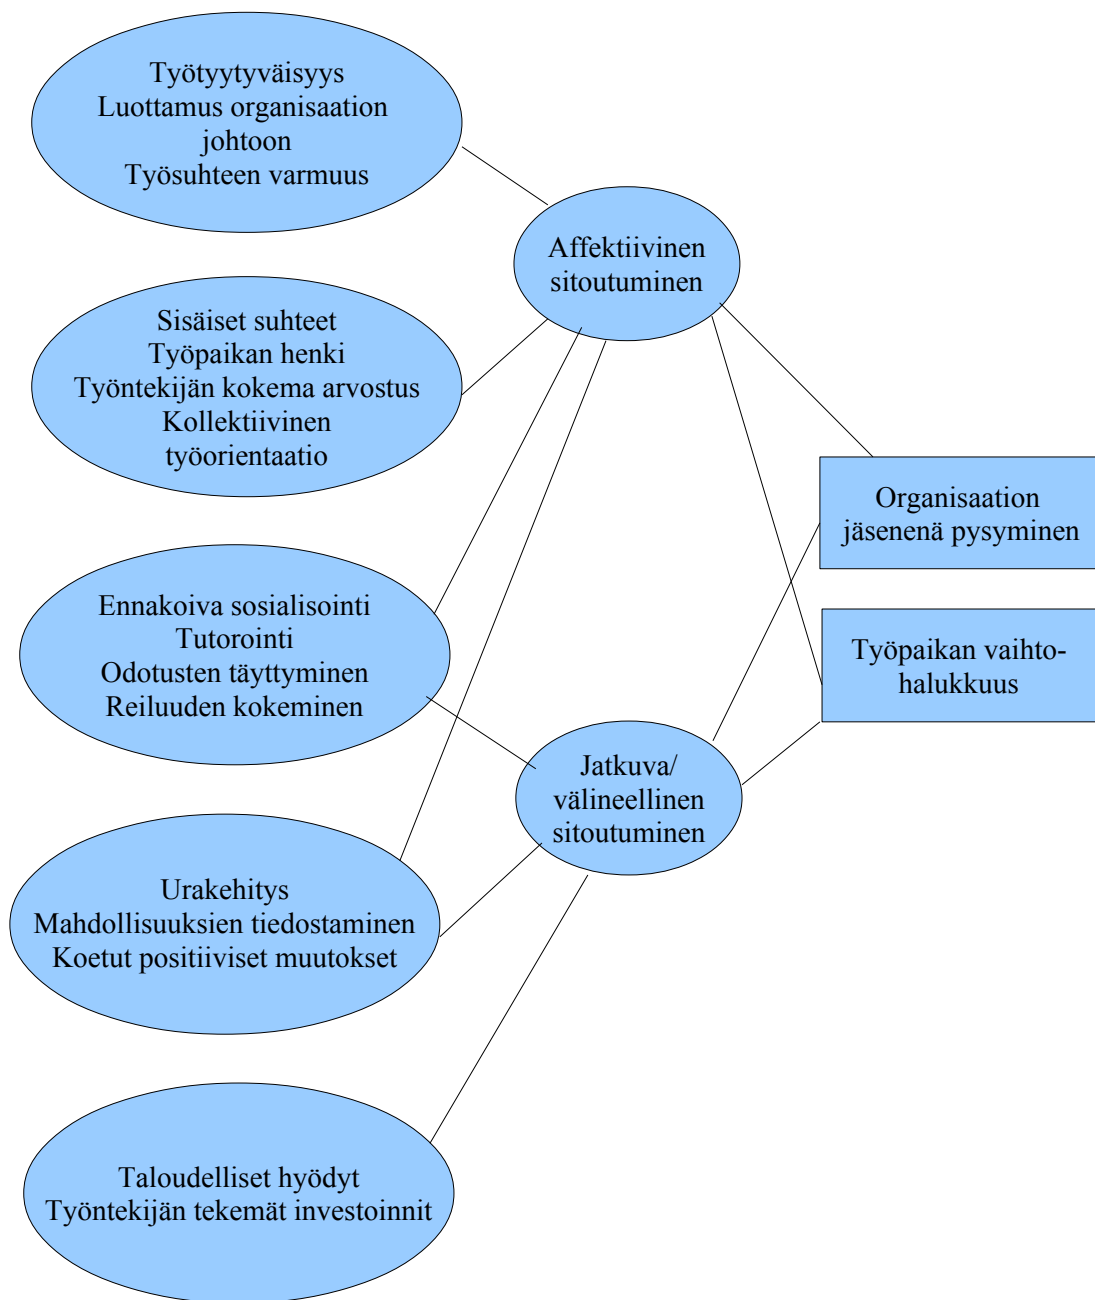 Työtyytyväisyys
Luottamus organisaation
johtoon
Työsuhteen varmuus
Affektiivinen
sitoutuminen
Sisäiset suhteet
Työpaikan henki
Työntekijän kokema arvostus
Kollektiivinen
työorientaatio
Organisaation
jäsenenä pysyminen
Ennakoiva sosialisointi
Tutorointi
Odotusten täyttyminen
Reiluuden kokeminen
Työpaikan vaihto-
halukkuus
Jatkuva/
välineellinen
sitoutuminen
Urakehitys
Mahdollisuuksien tiedostaminen
Koetut positiiviset muutokset
Taloudelliset hyödyt
Työntekijän tekemät investoinnit